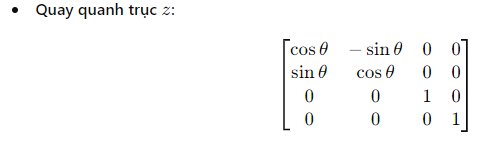 • Quay quanh trục z:
cos θ − sin θ 0 0
sin θ cos θ 0 0
0 0 1 0
0 0 0 1